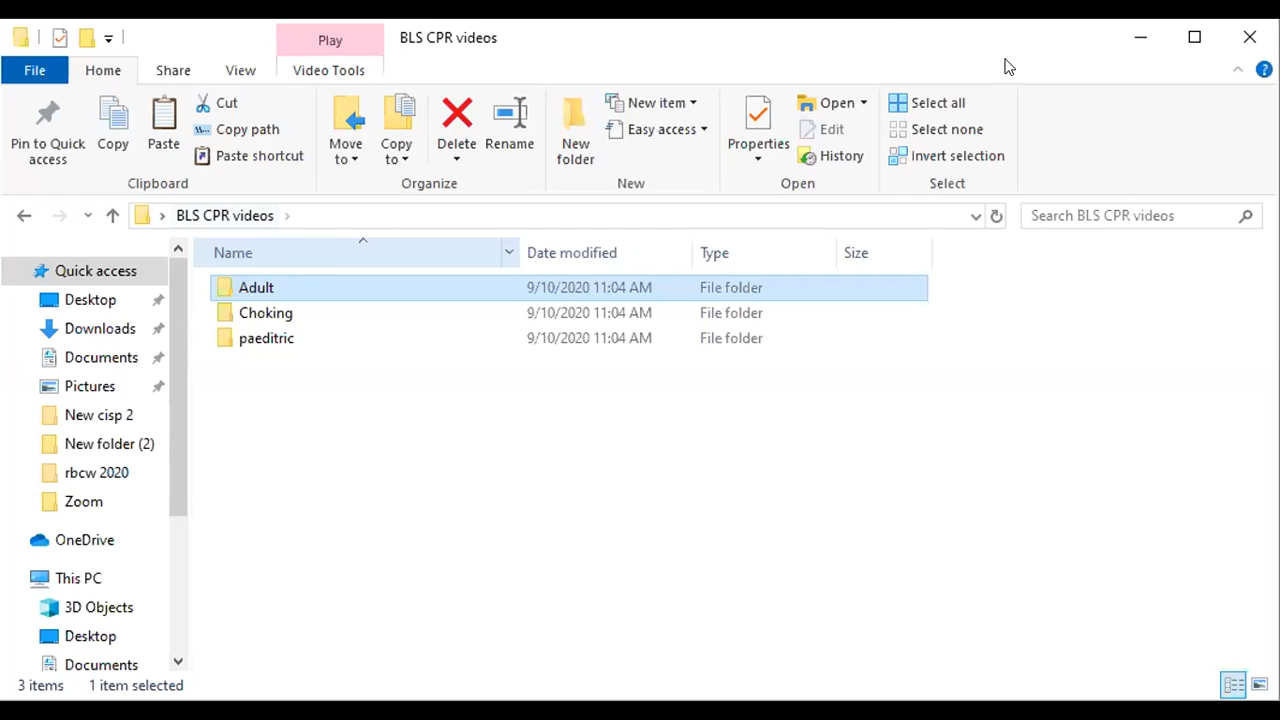 Play
BLS CPR videos
File
Home
Share
View
Video Tools
Pin to Quick access
Copy
Paste
Cut
Copy path
Paste shortcut
Clipboard
Move to
Copy to
Delete
Rename
Organize
New folder
New item
Easy access
New
Properties
Open
Edit
History
Open
Select all
Select none
Invert selection
Select
BLS CPR videos
Search BLS CPR videos
Name
Date modified
Type
Size
Adult 9/10/2020 11:04 AM File folder
Choking 9/10/2020 11:04 AM File folder
paeditric 9/10/2020 11:04 AM File folder
Quick access
Desktop
Downloads
Documents
Pictures
New cisp 2
New folder (2)
rbcw 2020
Zoom
OneDrive
This PC
3D Objects
Desktop
Documents
3 items
1 item selected